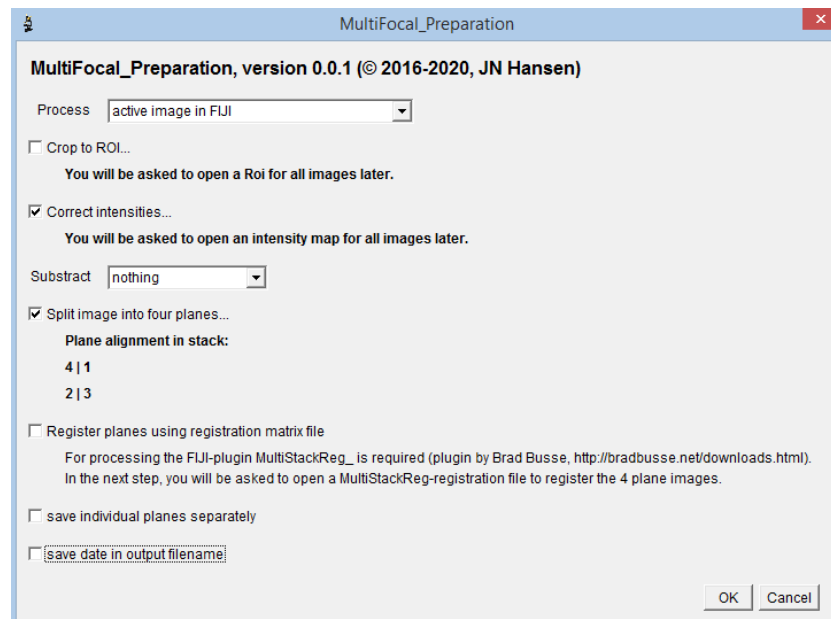 MultiFocal_Preparation
MultiFocal_Preparation, version 0.0.1 (© 2016-2020, JN Hansen)
Process active image in FIJI
Crop to ROI...
You will be asked to open a Roi for all images later.
Correct intensities...
You will be asked to open an intensity map for all images later.
Substract nothing
Split image into four planes...
Plane alignment in stack:
4 | 1
2 | 3
Register planes using registration matrix file
For processing the FIJI-plugin MultiStackReg_ is required (plugin by Brad Busse, http://bradbusse.net/downloads.html).
In the next step, you will be asked to open a MultiStackReg-registration file to register the 4 plane images.
save individual planes separately
save date in output filename
OK Cancel